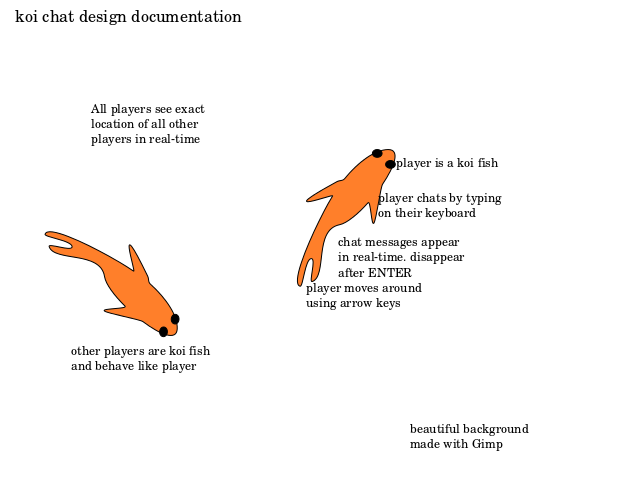 koi chat design documentation
All players see exact
location of all other
players in real-time
player is a koi fish
player chats by typing
on their keyboard
chat messages appear
in real-time. disappear
after ENTER
player moves around
using arrow keys
other players are koi fish
and behave like player
beautiful background
made with Gimp